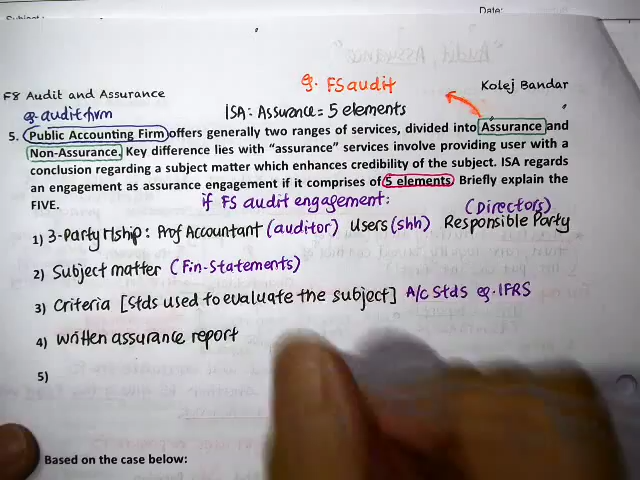 Date:
Subject:
F8 Audit and Assurance
eg. FS audit
Kolej Bandar
eg. audit firm
ISA: Assurance = 5 elements
5. Public Accounting Firm offers generally two ranges of services, divided into Assurance and
Non-Assurance. Key difference lies with "assurance" services involve providing user with a
conclusion regarding a subject matter which enhances credibility of the subject. ISA regards
an engagement as assurance engagement if it comprises of 5 elements. Briefly explain the
FIVE.
if FS audit engagement:
(Directors)
1) 3-Party r/ship: Prof Accountant (auditor) Users (shh) Responsible Party
2) Subject matter (Fin-Statements)
3) Criteria [Stds used to evaluate the subject] A/C Stds eg. IFRS
4) written assurance report
5)
Based on the case below: